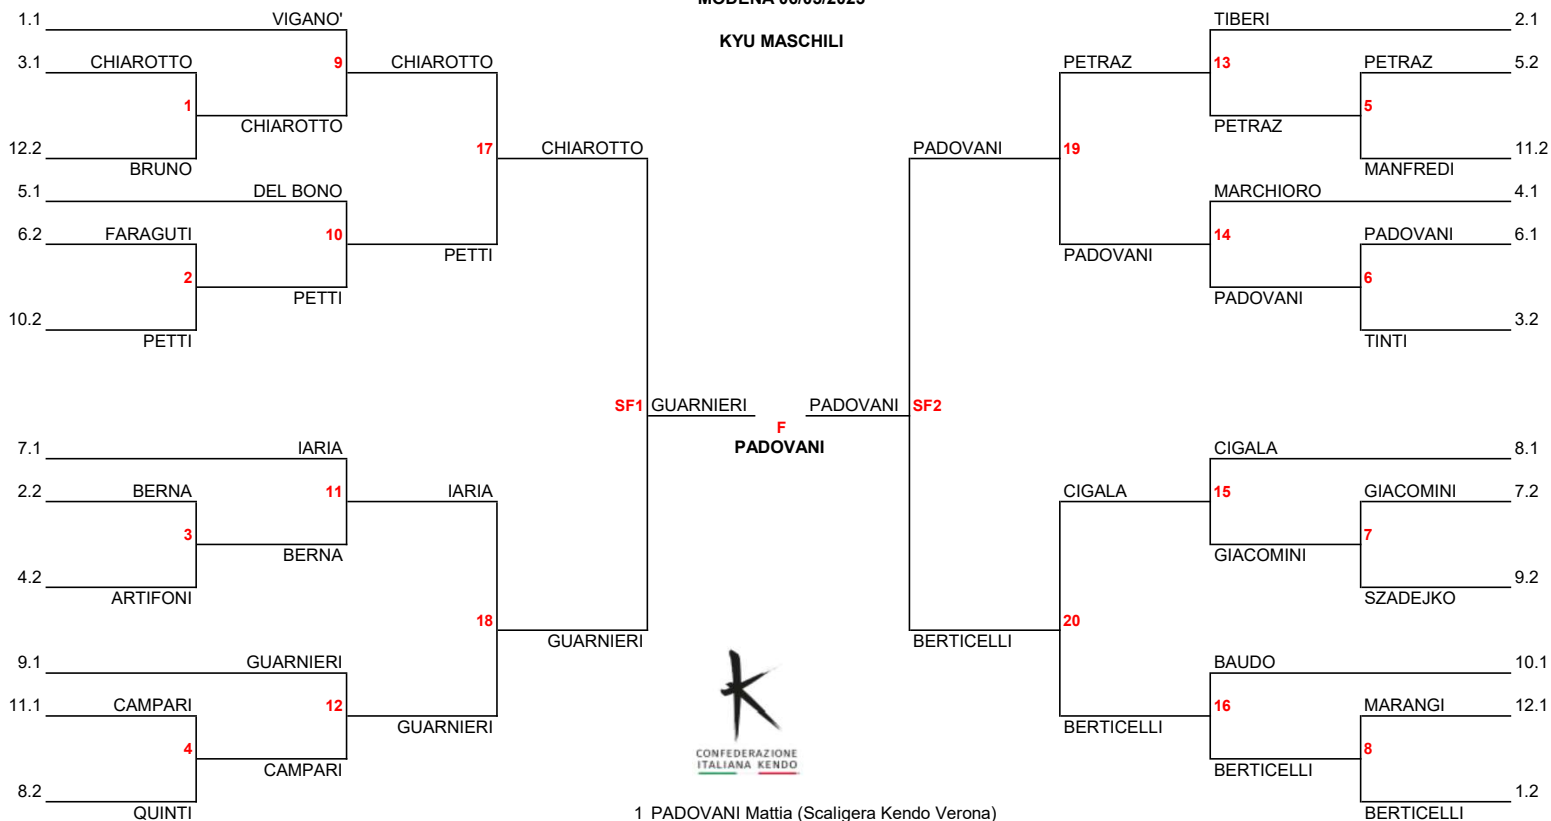 KYU MASCHILI
1.1 VIGANO' TIBERI 2.1
3.1 CHIAROTTO 9 CHIAROTTO PETRAZ 13 PETRAZ 5.2
1 5
CHIAROTTO PETRAZ
12.2 17 CHIAROTTO PADOVANI 19 11.2
BRUNO MANFREDI
5.1 DEL BONO MARCHIORO 4.1
6.2 FARAGUTI 10 14 PADOVANI 6.1
PETTI PADOVANI
2 6
PETTI PADOVANI
10.2 3.2
PETTI TINTI
SF1 GUARNIERI PADOVANI SF2
F
PADOVANI
7.1 IARIA CIGALA 8.1
2.2 BERNA 11 IARIA CIGALA 15 GIACOMINI 7.2
3 7
BERNA GIACOMINI
4.2 9.2
ARTIFONI SZADEJKO
18 20
GUARNIERI BERTICELLI
9.1 GUARNIERI BAUDO 10.1
11.1 CAMPARI 12 16 MARANGI 12.1
GUARNIERI BERTICELLI
4 8
CONFEDERAZIONE
ITALIANA KENDO
CAMPARI BERTICELLI
8.2 1.2
QUINTI BERTICELLI
1 PADOVANI Mattia (Scaligera Kendo Verona)